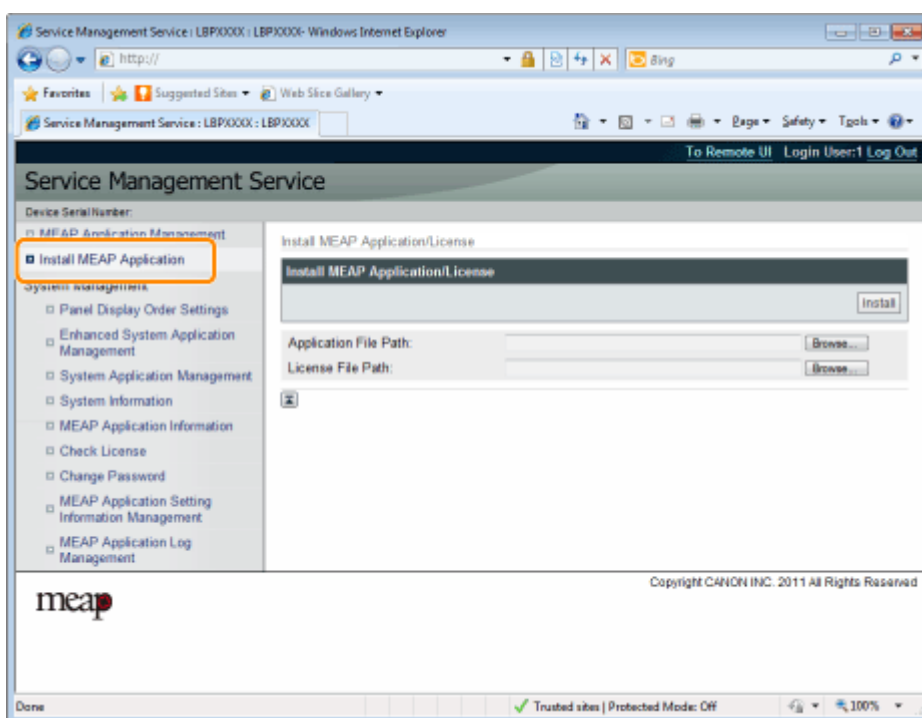 Service Management Service : LBPXXXX : LBPXXXX- Windows Internet Explorer
http://
Bing
Favorites
Suggested Sites
Web Slice Gallery
Service Management Service : LBPXXXX : LBPXXXX
Page
Safety
Tools
To Remote UI Login User:1 Log Out
Service Management Service
Device Serial Number:
MEAP Application Management
Install MEAP Application
System Management
Panel Display Order Settings
Enhanced System Application
Management
System Application Management
System Information
MEAP Application Information
Check License
Change Password
MEAP Application Setting
Information Management
MEAP Application Log
Management
Install MEAP Application/License
Install MEAP Application/License
Install
Application File Path:
Browse...
License File Path:
Browse...
Copyright CANON INC. 2011 All Rights Reserved
meap
Done
Trusted sites | Protected Mode: Off
100%